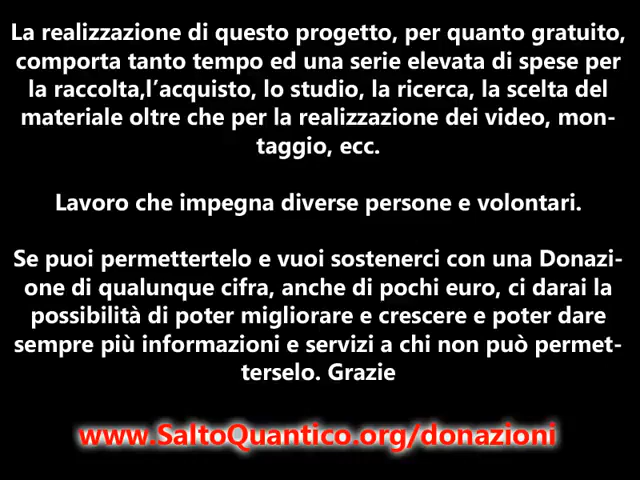 La realizzazione di questo progetto, per quanto gratuito,
comporta tanto tempo ed una serie elevata di spese per
la raccolta,l'acquisto, lo studio, la ricerca, la scelta del
materiale oltre che per la realizzazione dei video, mon-
taggio, ecc.
Lavoro che impegna diverse persone e volontari.
Se puoi permettertelo e vuoi sostenerci con una Donazi-
one di qualunque cifra, anche di pochi euro, ci darai la
possibilità di poter migliorare e crescere e poter dare
sempre più informazioni e servizi a chi non può permet-
terselo. Grazie
www.SaltoQuantico.org/donazioni